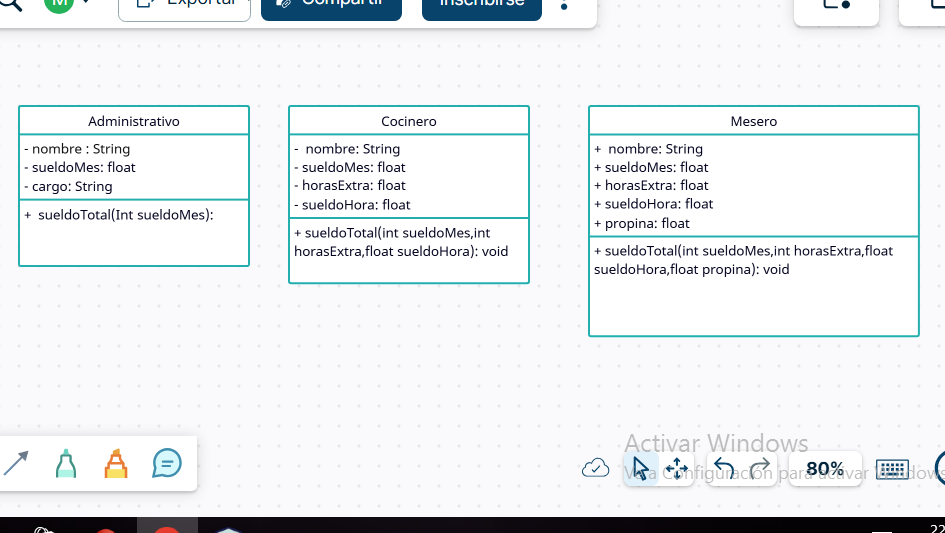 M Exportar Compartir Inscribirse
Administrativo
- nombre : String
- sueldoMes: float
- cargo: String
+ sueldoTotal(Int sueldoMes):
Cocinero
- nombre: String
- sueldoMes: float
- horasExtra: float
- sueldoHora: float
+ sueldoTotal(int sueldoMes,int
horasExtra,float sueldoHora): void
Mesero
+ nombre: String
+ sueldoMes: float
+ horasExtra: float
+ sueldoHora: float
+ propina: float
+ sueldoTotal(int sueldoMes,int horasExtra,float
sueldoHora,float propina): void
Activar Windows
Ve a Configuración para activar Windows
80%
22